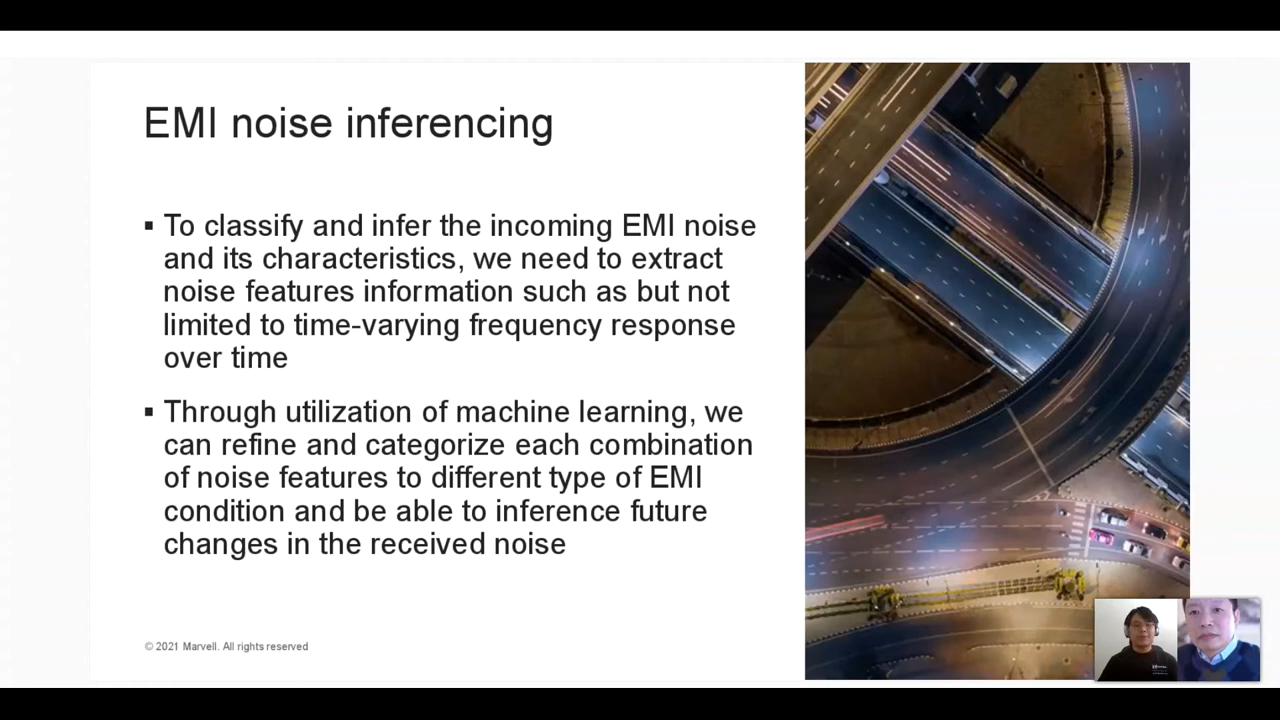 EMI noise inferencing
▪ To classify and infer the incoming EMI noise
and its characteristics, we need to extract
noise features information such as but not
limited to time-varying frequency response
over time
▪ Through utilization of machine learning, we
can refine and categorize each combination
of noise features to different type of EMI
condition and be able to inference future
changes in the received noise
© 2021 Marvell. All rights reserved